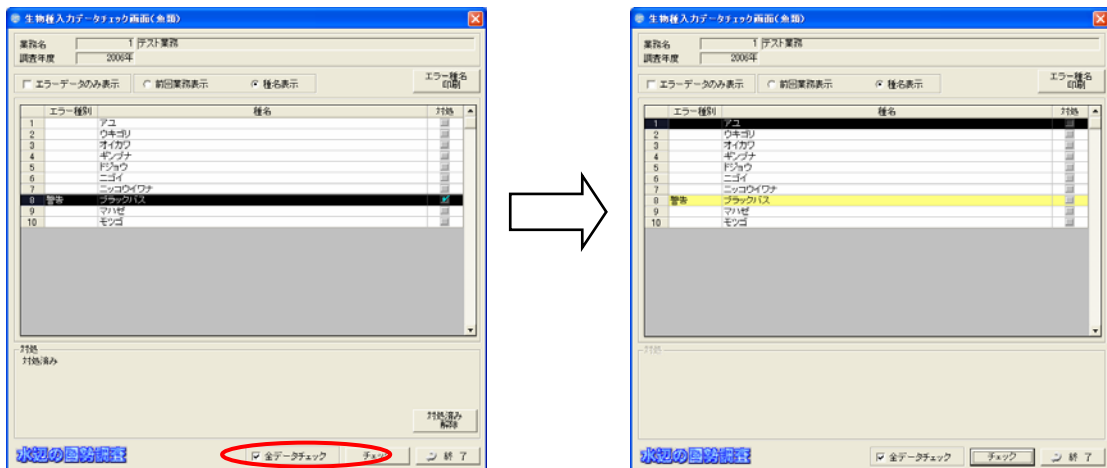 生物種入力データチェック画面(魚類)
業務名 1 テスト業務
調査年度 2006年
エラーデータのみ表示 前回業務表示 種名表示 エラー種名
印刷
エラー種別 種名 対処
1 アユ
2 ウキゴリ
3 オイカワ
4 ギンブナ
5 ドジョウ
6 ニゴイ
7 ニッコウイワナ
8 警告 ブラックバス
9 マハゼ
10 モツゴ
対処
対処済み
対処済み
解除
水辺の国勢調査 全データチェック チェック 終 了
生物種入力データチェック画面(魚類)
業務名 1 テスト業務
調査年度 2006年
エラーデータのみ表示 前回業務表示 種名表示 エラー種名
印刷
エラー種別 種名 対処
1 アユ
2 ウキゴリ
3 オイカワ
4 ギンブナ
5 ドジョウ
6 ニゴイ
7 ニッコウイワナ
8 警告 ブラックバス
9 マハゼ
10 モツゴ
対処
水辺の国勢調査 全データチェック チェック 終 了